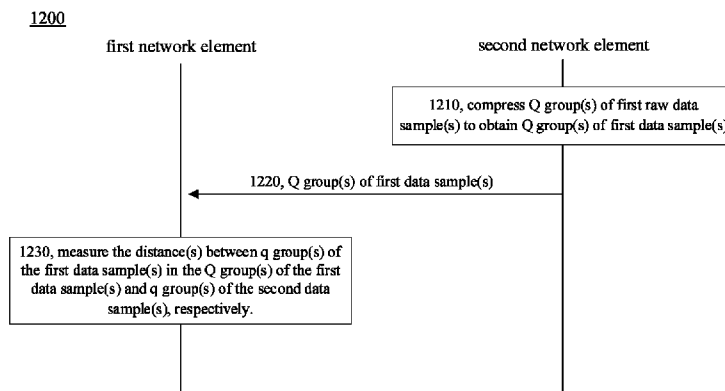 1200
first network element
second network element
1210, compress Q group(s) of first raw data
sample(s) to obtain Q group(s) of first data sample(s)
1220, Q group(s) of first data sample(s)
1230, measure the distance(s) between q group(s) of
the first data sample(s) in the Q group(s) of the first
data sample(s) and q group(s) of the second data
sample(s), respectively.